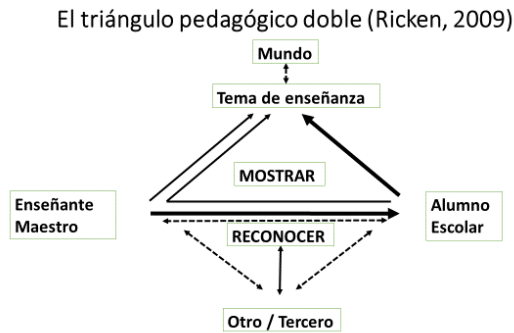 El triángulo pedagógico doble (Ricken, 2009)
Mundo
Tema de enseñanza
MOSTRAR
Enseñante
Maestro
Alumno
Escolar
RECONOCER
Otro / Tercero